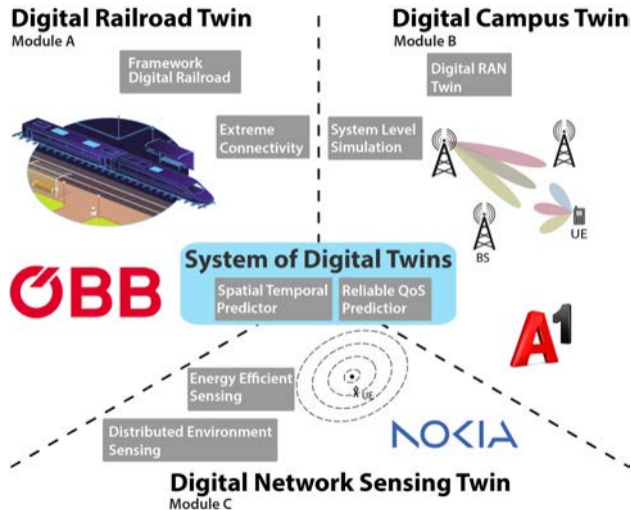 Digital Railroad Twin
Module A
Digital Campus Twin
Module B
Framework
Digital Railroad
Digital RAN
Twin
Extreme
Connectivity
System Level
Simulation
UE
BS
ÖBB
System of Digital Twins
Spatial Temporal
Predictor
Reliable QoS
Predictior
A1
Energy Efficient
Sensing
UE
Distributed Environment
Sensing
NOKIA
Digital Network Sensing Twin
Module C